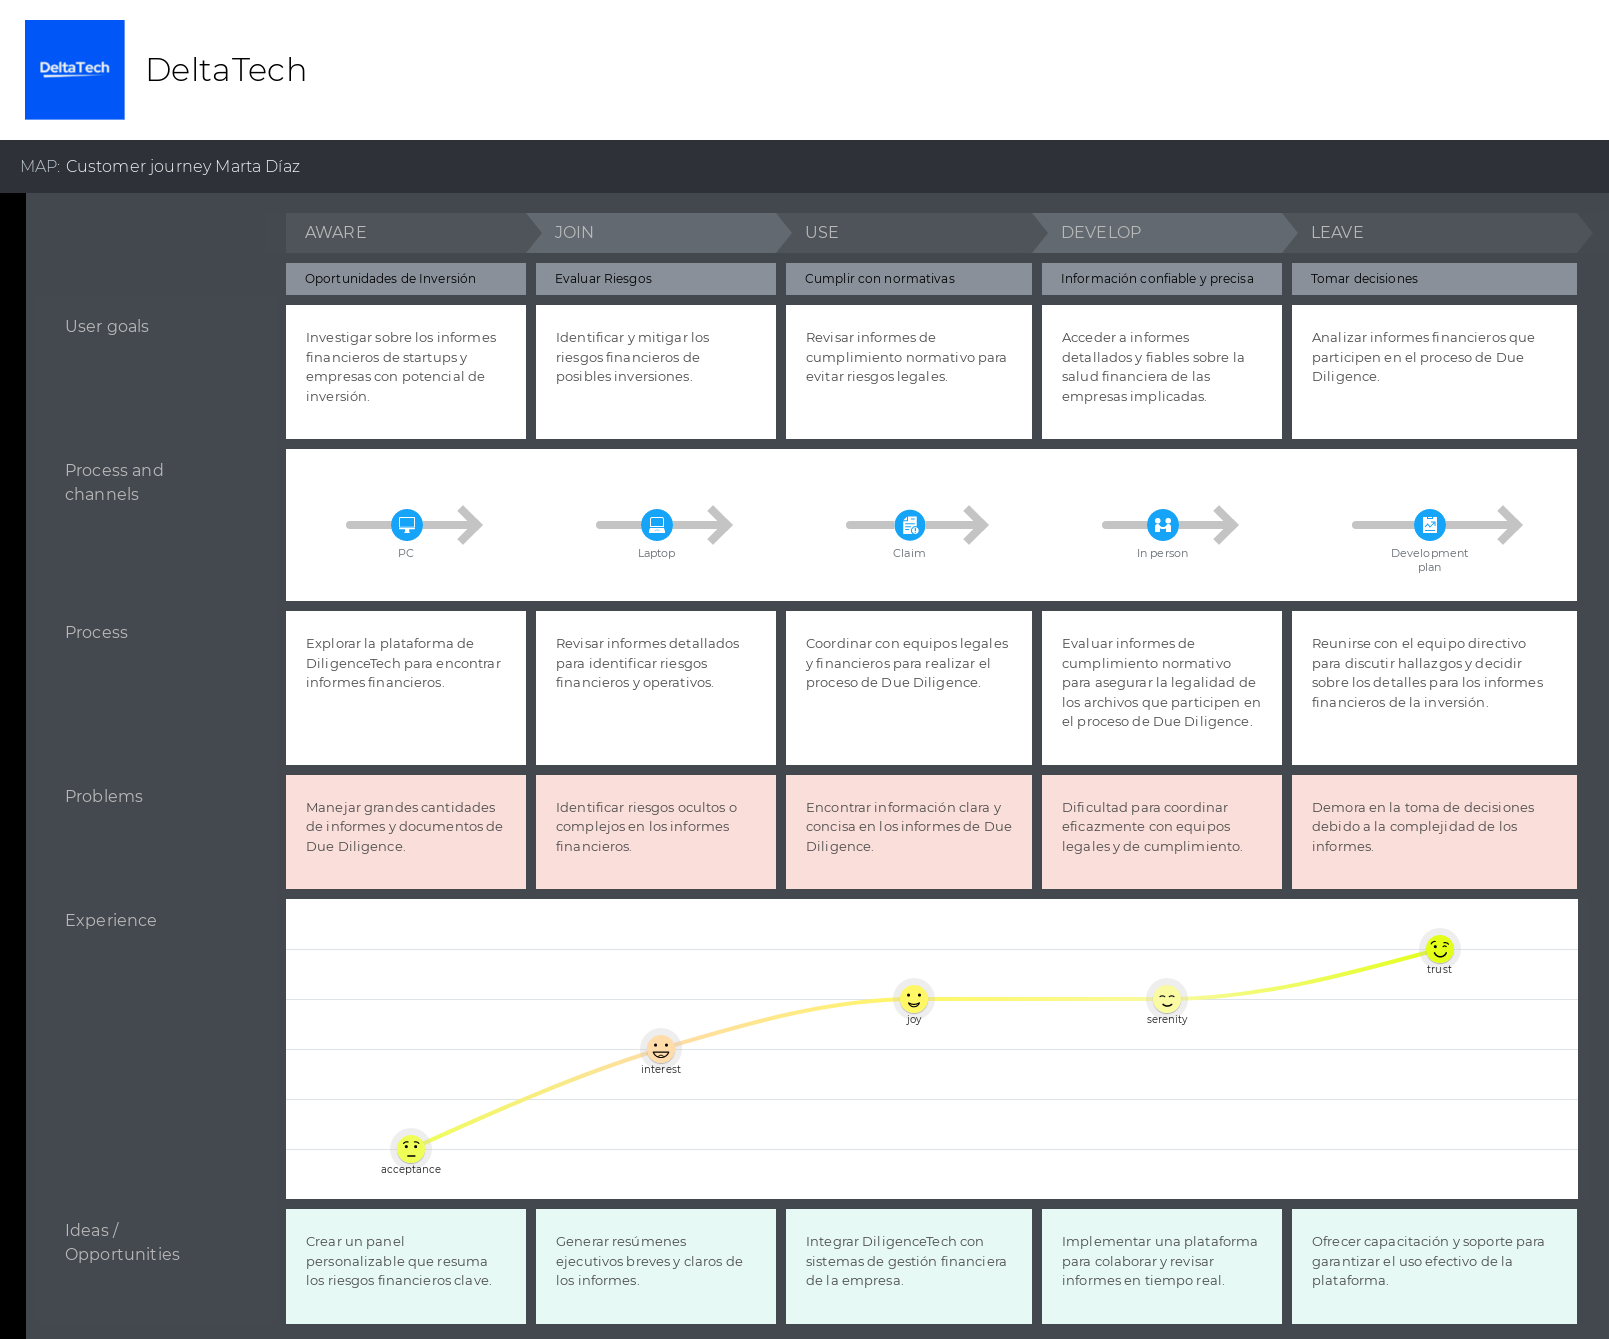 DeltaTech
DeltaTech
MAP: Customer journey Marta Díaz
AWARE
JOIN
USE
DEVELOP
LEAVE
Oportunidades de Inversión
Evaluar Riesgos
Cumplir con normativas
Información confiable y precisa
Tomar decisiones
User goals
Investigar sobre los informes
financieros de startups y
empresas con potencial de
inversión.
Identificar y mitigar los
riesgos financieros de
posibles inversiones.
Revisar informes de
cumplimiento normativo para
evitar riesgos legales.
Acceder a informes
detallados y fiables sobre la
salud financiera de las
empresas implicadas.
Analizar informes financieros que
participen en el proceso de Due
Diligence.
Process and
channels
PC
Laptop
Claim
In person
Development
plan
Process
Explorar la plataforma de
DiligenceTech para encontrar
informes financieros.
Revisar informes detallados
para identificar riesgos
financieros y operativos.
Coordinar con equipos legales
y financieros para realizar el
proceso de Due Diligence.
Evaluar informes de
cumplimiento normativo
para asegurar la legalidad de
los archivos que participen en
el proceso de Due Diligence.
Reunirse con el equipo directivo
para discutir hallazgos y decidir
sobre los detalles para los informes
financieros de la inversión.
Problems
Manejar grandes cantidades
de informes y documentos de
Due Diligence.
Identificar riesgos ocultos o
complejos en los informes
financieros.
Encontrar información clara y
concisa en los informes de Due
Diligence.
Dificultad para coordinar
eficazmente con equipos
legales y de cumplimiento.
Demora en la toma de decisiones
debido a la complejidad de los
informes.
Experience
trust
joy
serenity
interest
acceptance
Ideas /
Opportunities
Crear un panel
personalizable que resuma
los riesgos financieros clave.
Generar resúmenes
ejecutivos breves y claros de
los informes.
Integrar DiligenceTech con
sistemas de gestión financiera
de la empresa.
Implementar una plataforma
para colaborar y revisar
informes en tiempo real.
Ofrecer capacitación y soporte para
garantizar el uso efectivo de la
plataforma.